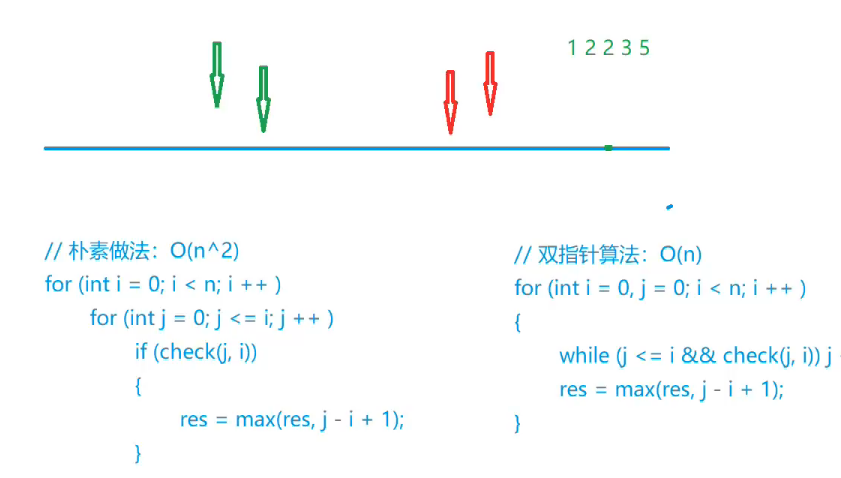 1 2 2 3 5
// 朴素做法：O(n^2)
for (int i = 0; i < n; i ++ )
for (int j = 0; j <= i; j ++ )
if (check(j, i))
{
res = max(res, j - i + 1);
}
// 双指针算法：O(n)
for (int i = 0, j = 0; i < n; i ++ )
{
while (j <= i && check(j, i)) j
res = max(res, j - i + 1);
}